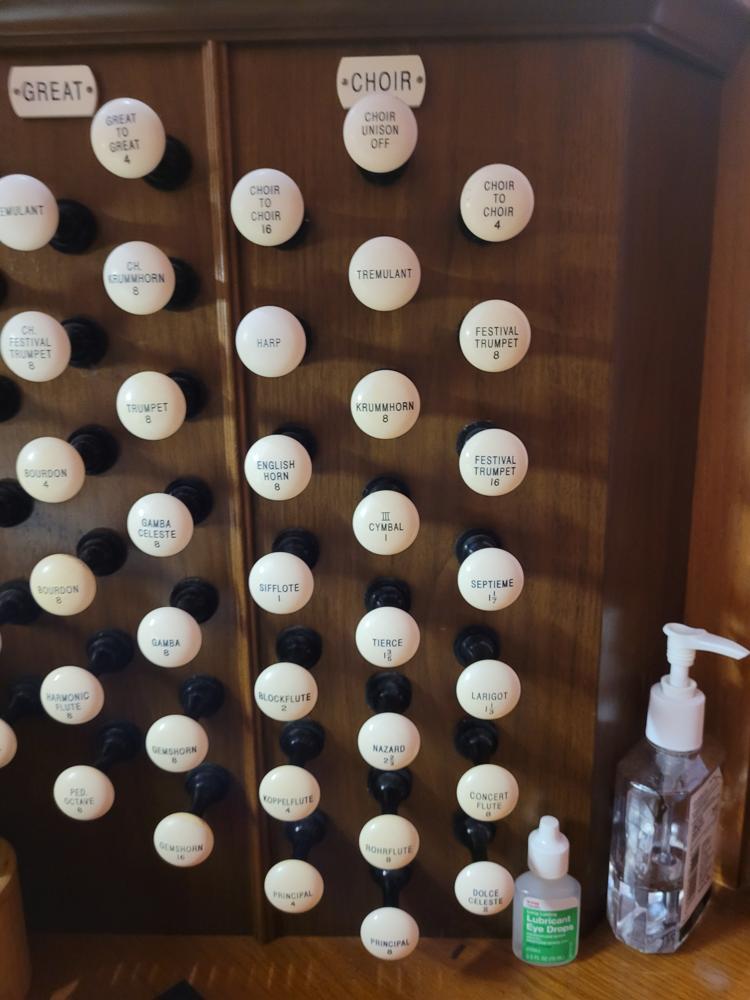 GREAT
CHOIR
GREAT
TO
GREAT
4
EMULANT
CH.
KRUMMHORN
8
CH.
FESTIVAL
TRUMPET
8
TRUMPET
8
BOURDON
4
GAMBA
CELESTE
8
BOURDON
8
GAMBA
8
HARMONIC
FLUTE
8
GEMSHORN
8
PED.
OCTAVE
GEMSHORN
16
CHOIR
UNISON
OFF
CHOIR
TO
CHOIR
16
CHOIR
TO
CHOIR
4
TREMULANT
HARP
FESTIVAL
TRUMPET
8
KRUMMHORN
8
ENGLISH
HORN
8
FESTIVAL
TRUMPET
16
III
CYMBAL
1
SIFFLOTE
1
SEPTIEME
1 1/7
TIERCE
1 3/5
BLOCKFLUTE
2
LARIGOT
1 1/3
NAZARD
2 2/3
KOPPELFLUTE
4
CONCERT
FLUTE
8
ROHRFLUTE
8
PRINCIPAL
4
DOLCE
CELESTE
8
PRINCIPAL
8
Long Lasting
Lubricant
Eye Drops